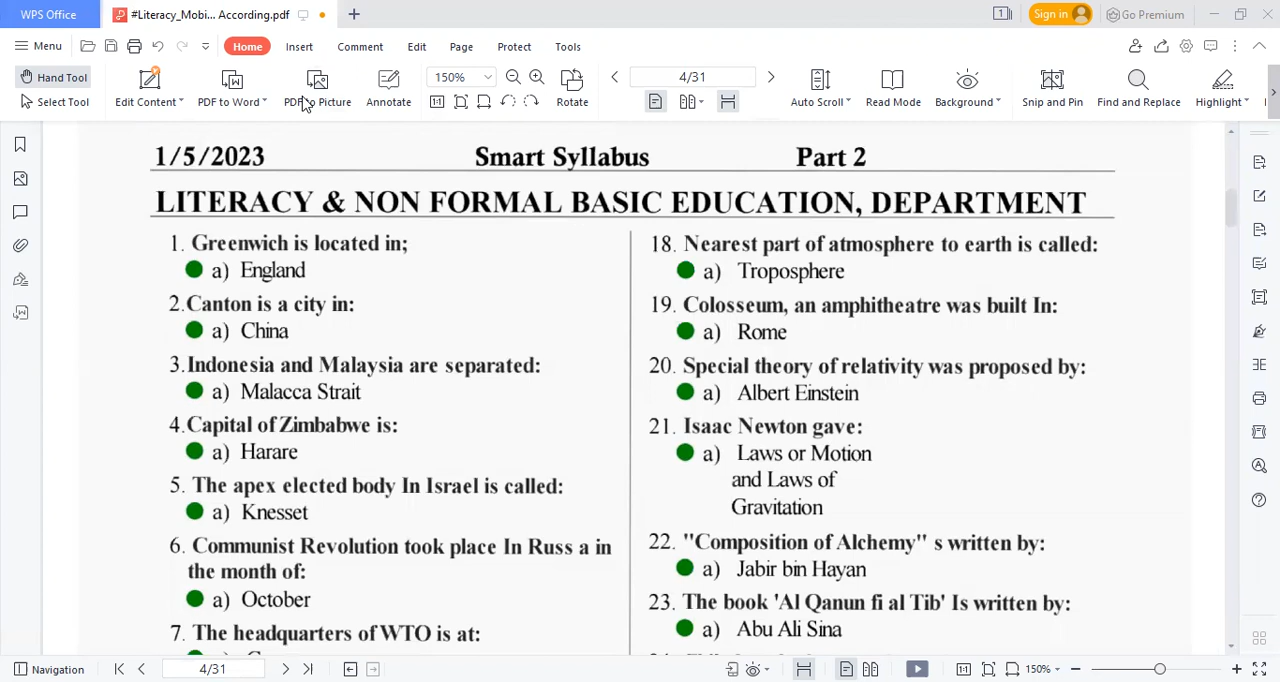 WPS Office
#Literacy_Mobi... According.pdf
Sign in
Go Premium
Menu
Home
Insert
Comment
Edit
Page
Protect
Tools
Hand Tool
Select Tool
Edit Content
PDF to Word
PDF to Picture
Annotate
150%
Rotate
4/31
Auto Scroll
Read Mode
Background
Snip and Pin
Find and Replace
Highlight
1/5/2023 Smart Syllabus Part 2
LITERACY & NON FORMAL BASIC EDUCATION, DEPARTMENT
1. Greenwich is located in;
a) England
2.Canton is a city in:
a) China
3.Indonesia and Malaysia are separated:
a) Malacca Strait
4.Capital of Zimbabwe is:
a) Harare
5. The apex elected body In Israel is called:
a) Knesset
6. Communist Revolution took place In Russ a in
the month of:
a) October
7. The headquarters of WTO is at:
18. Nearest part of atmosphere to earth is called:
a) Troposphere
19. Colosseum, an amphitheatre was built In:
a) Rome
20. Special theory of relativity was proposed by:
a) Albert Einstein
21. Isaac Newton gave:
a) Laws or Motion
and Laws of
Gravitation
22. "Composition of Alchemy" s written by:
a) Jabir bin Hayan
23. The book 'Al Qanun fi al Tib' Is written by:
a) Abu Ali Sina
Navigation
4/31
150%